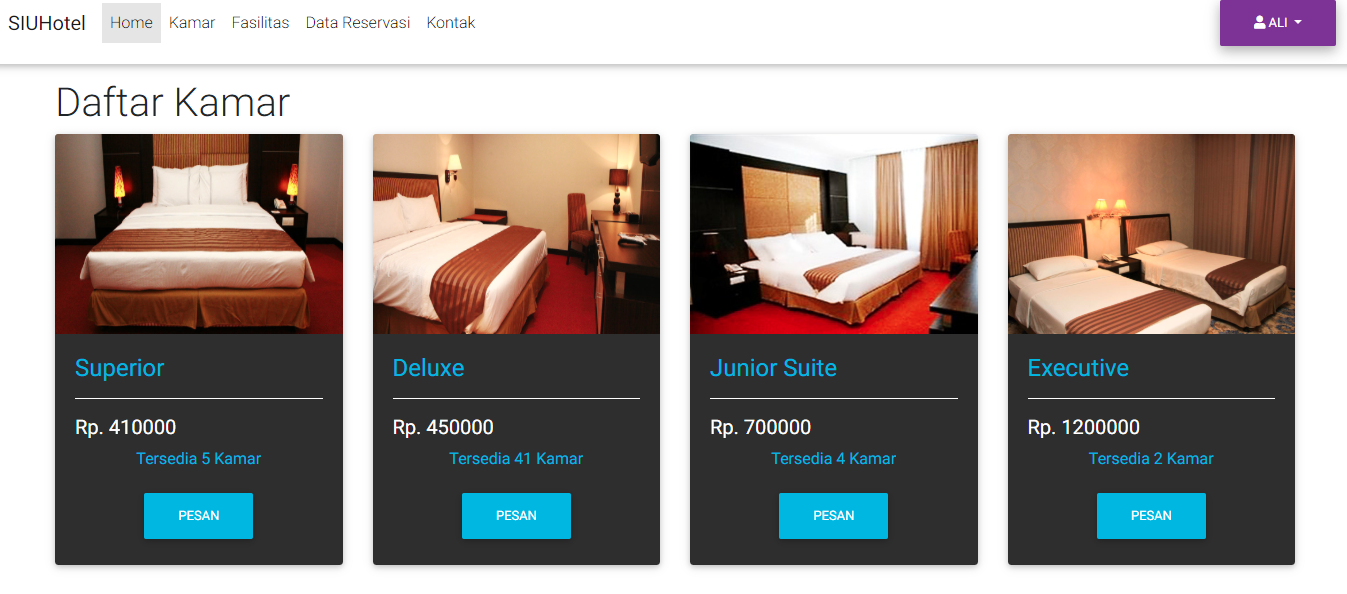 SIUHotel Home Kamar Fasilitas Data Reservasi Kontak ALI
Daftar Kamar
Superior
Rp. 410000
Tersedia 5 Kamar
PESAN
Deluxe
Rp. 450000
Tersedia 41 Kamar
PESAN
Junior Suite
Rp. 700000
Tersedia 4 Kamar
PESAN
Executive
Rp. 1200000
Tersedia 2 Kamar
PESAN